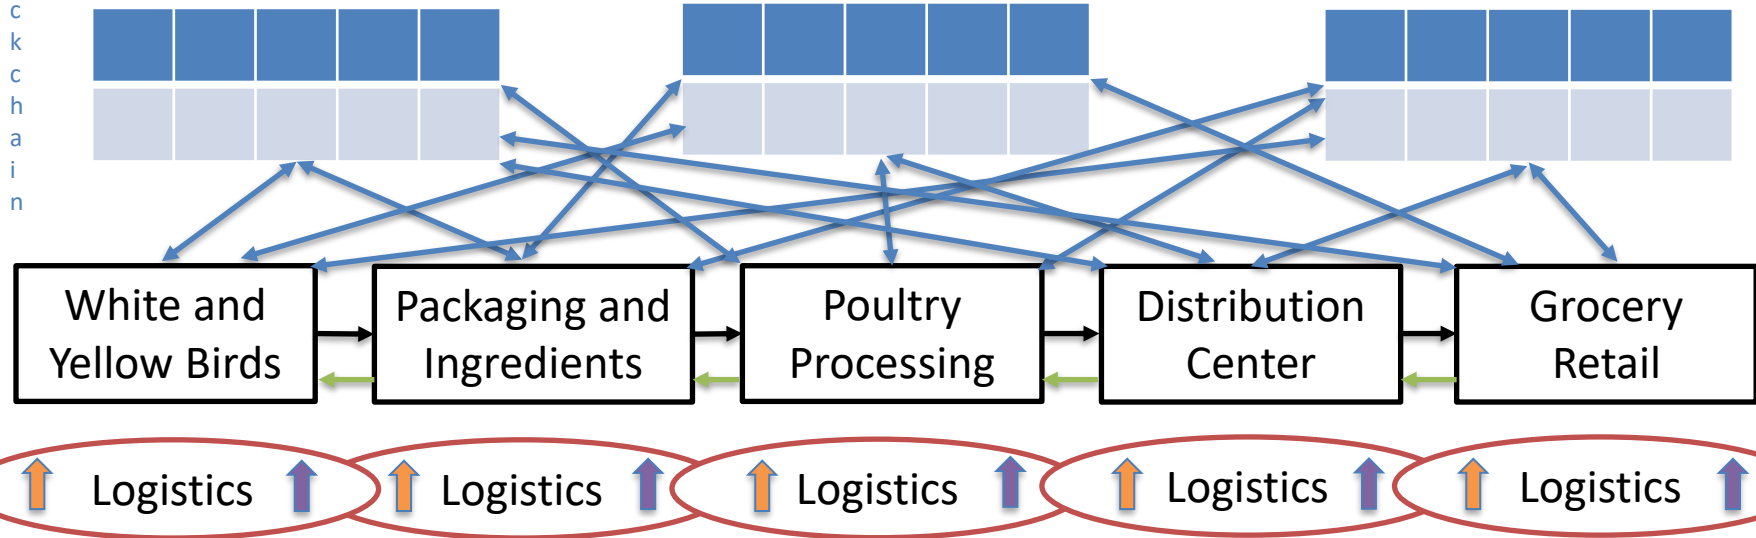 c
k
c
h
a
i
n
White and
Yellow Birds
Packaging and
Ingredients
Poultry
Processing
Distribution
Center
Grocery
Retail
Logistics
Logistics
Logistics
Logistics
Logistics